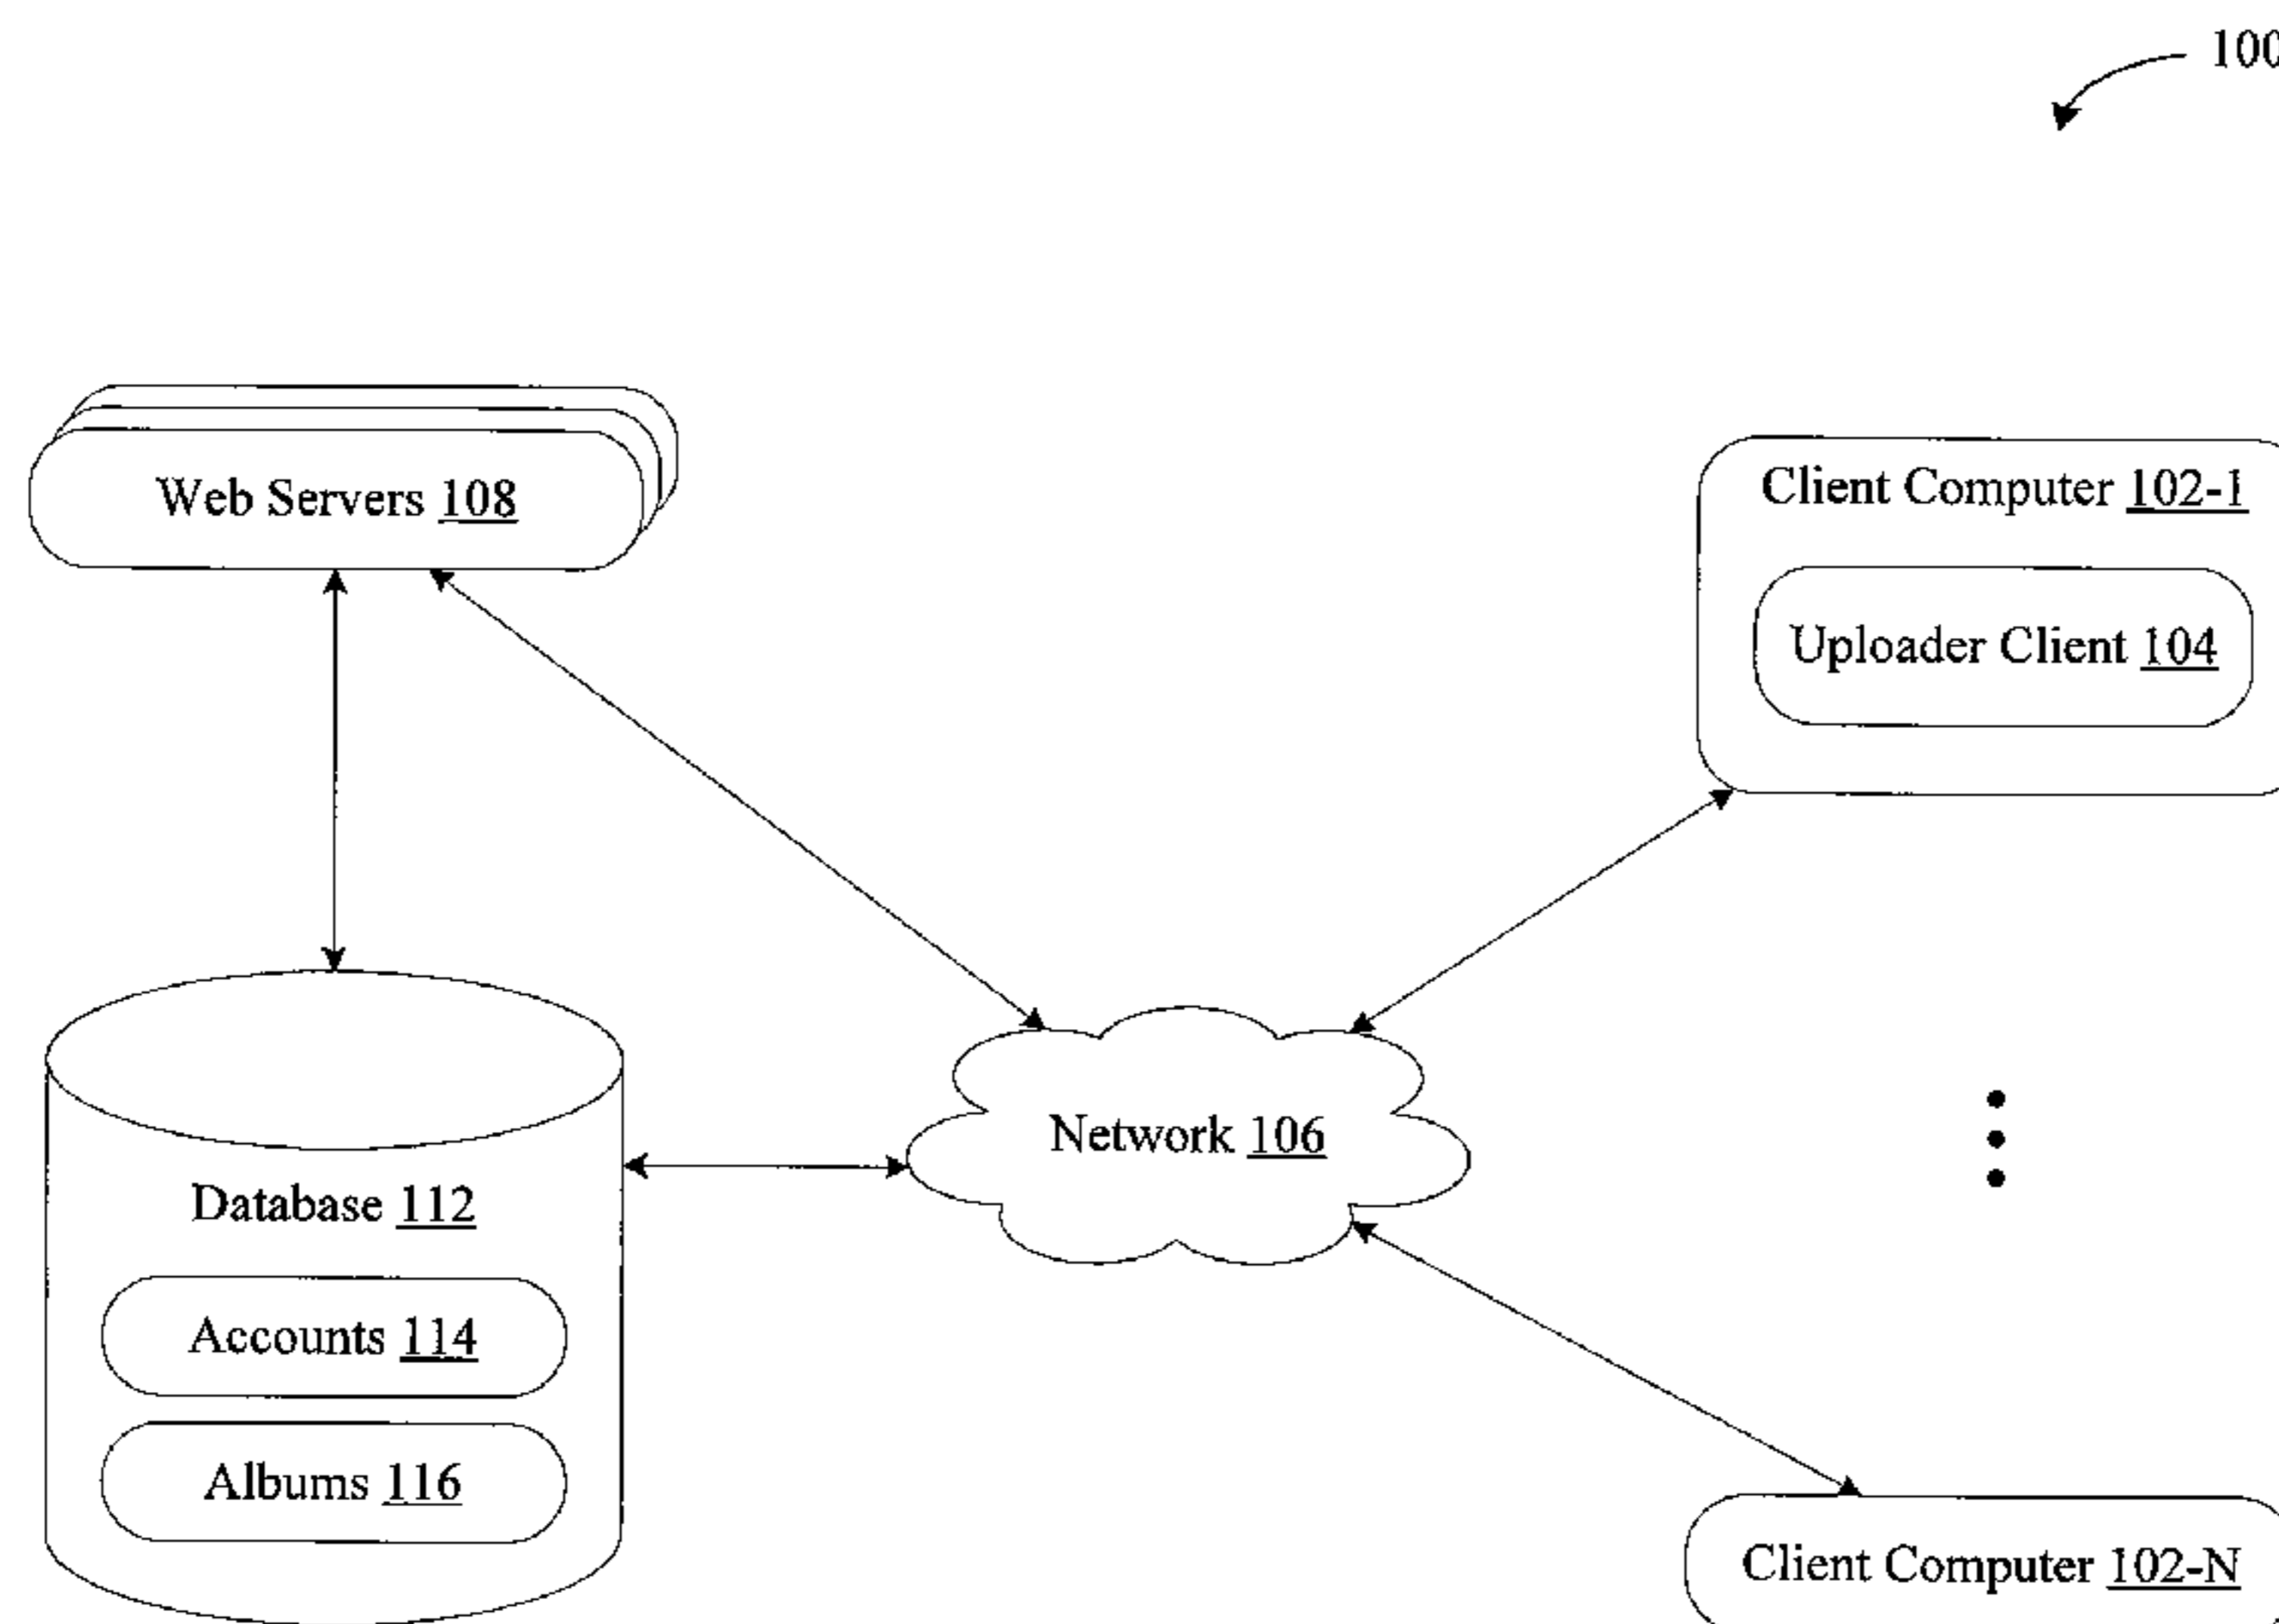 100
Web Servers 108
Client Computer 102-1
Uploader Client 104
Network 106
Database 112
Accounts 114
Albums 116
Client Computer 102-N